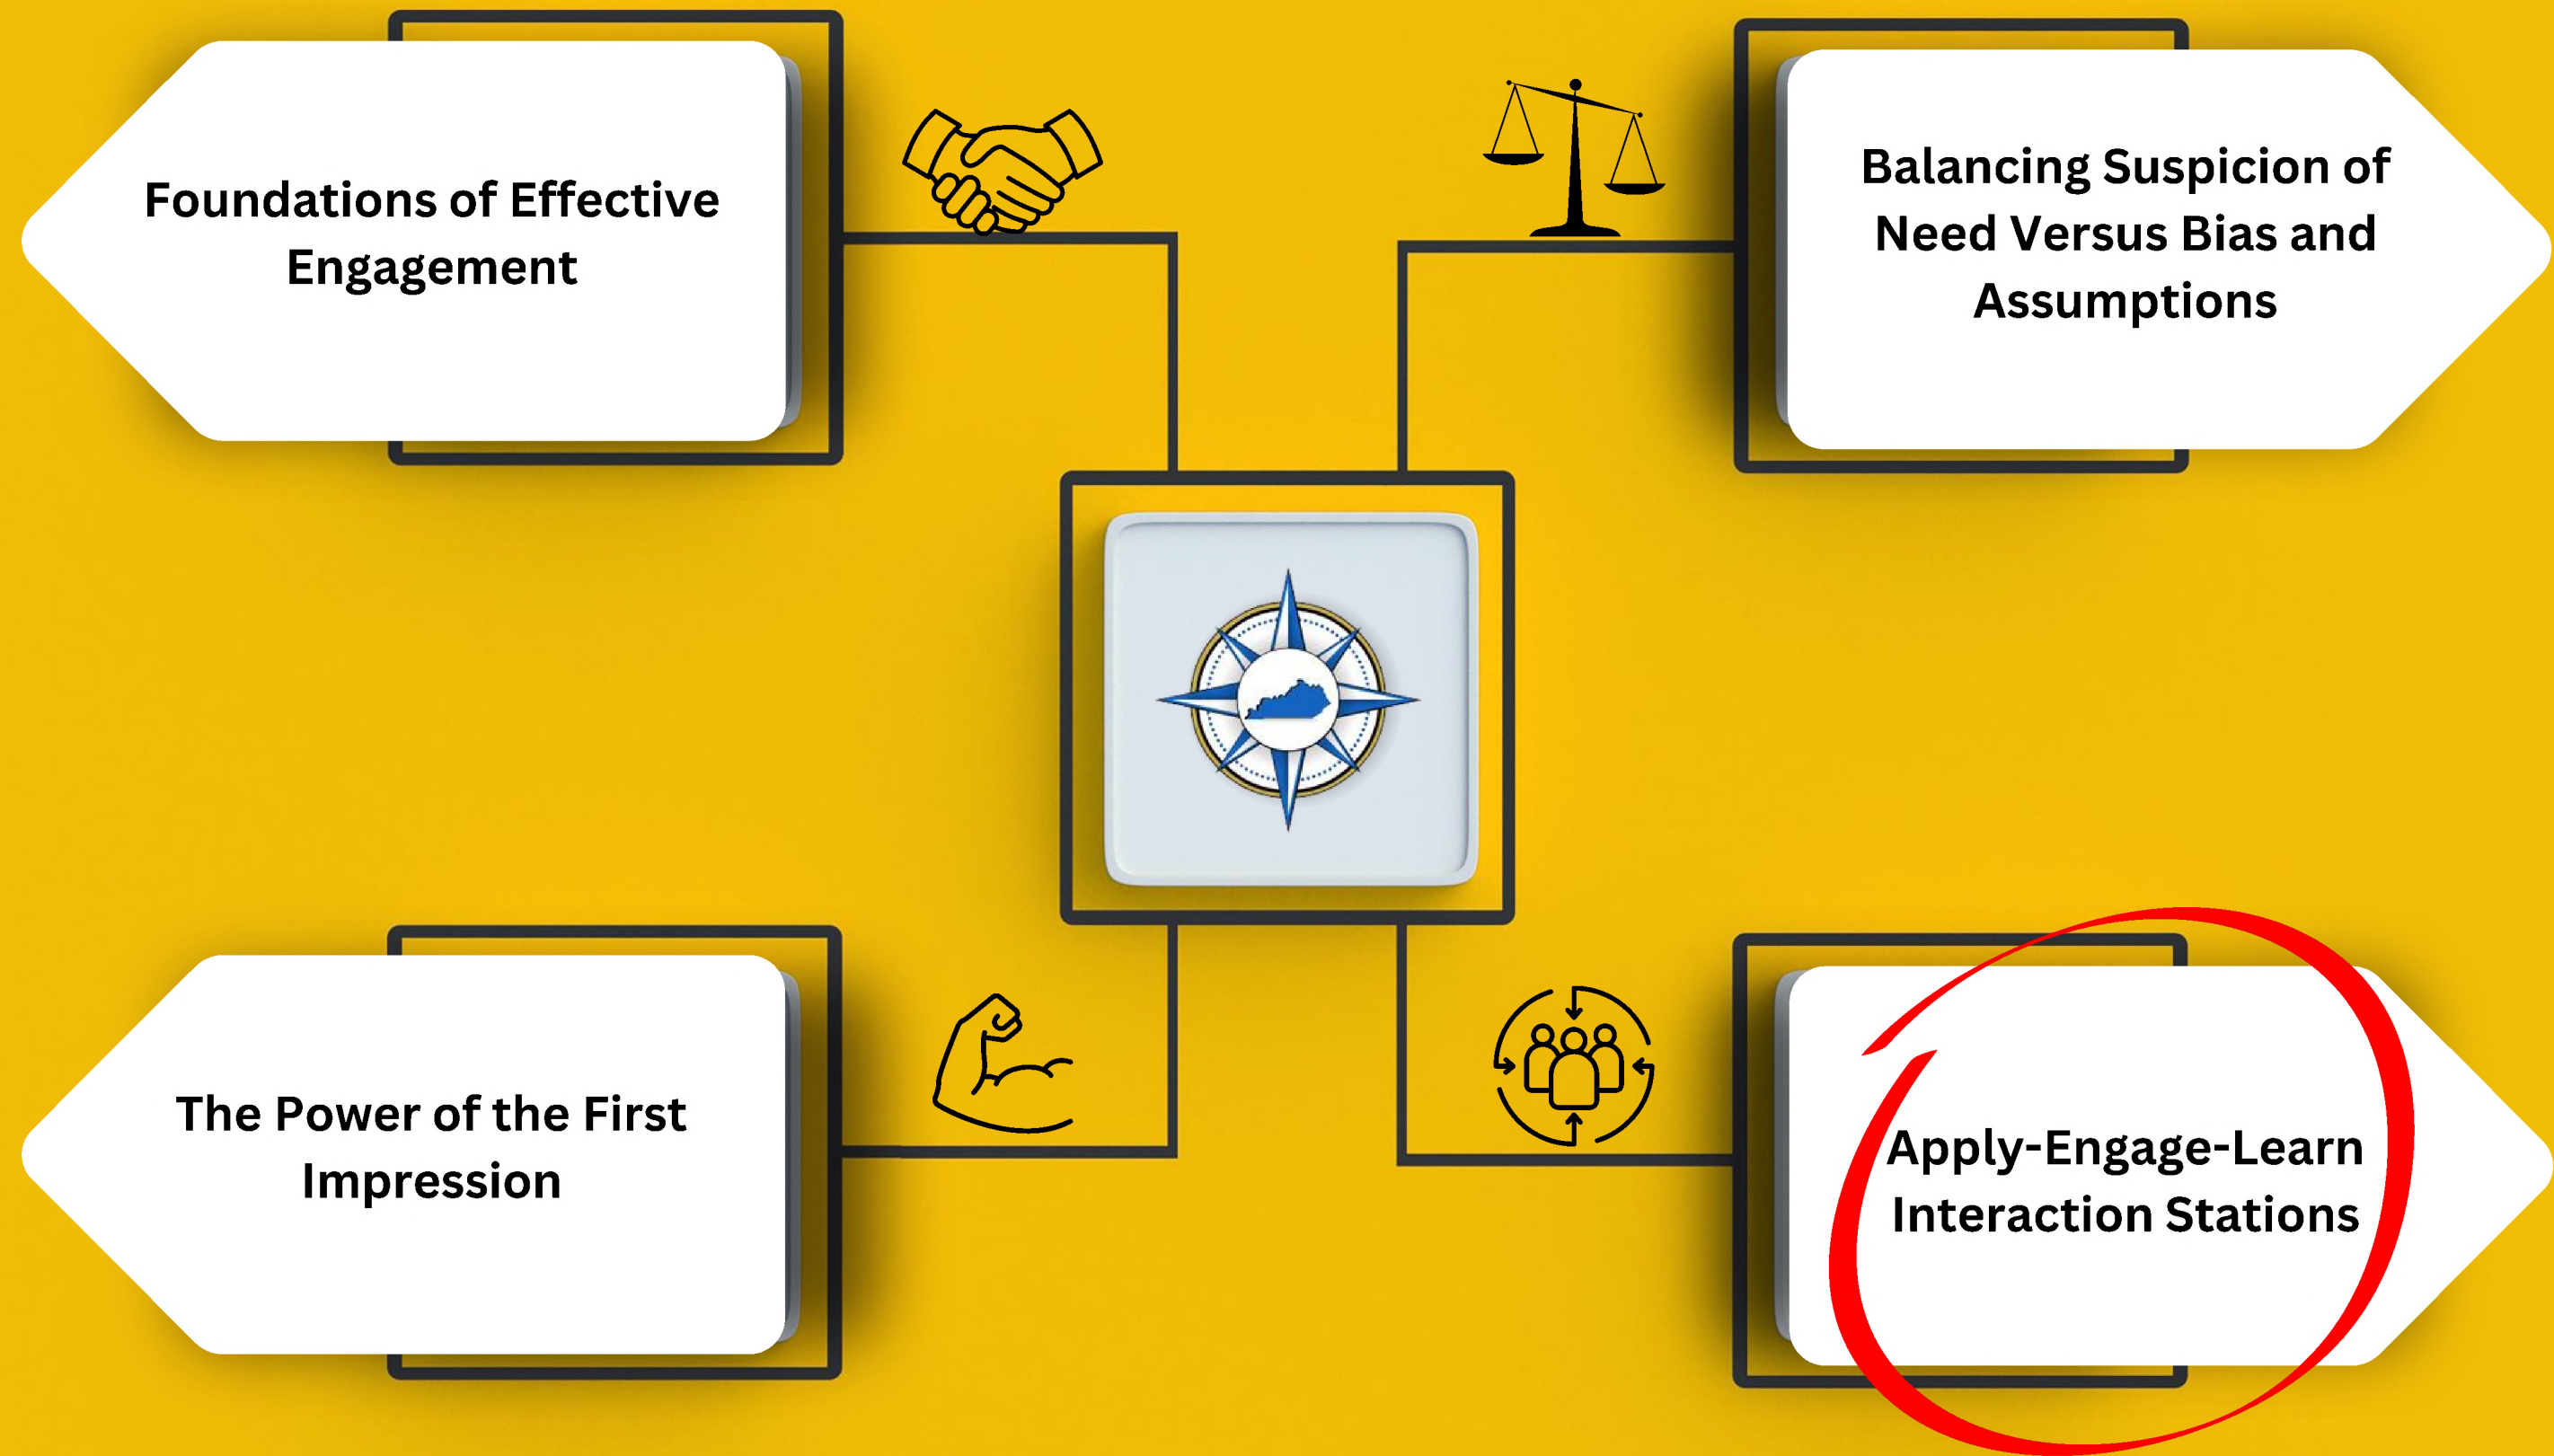 Foundations of Effective
Engagement
Balancing Suspicion of
Need Versus Bias and
Assumptions
The Power of the First
Impression
Apply-Engage-Learn
Interaction Stations